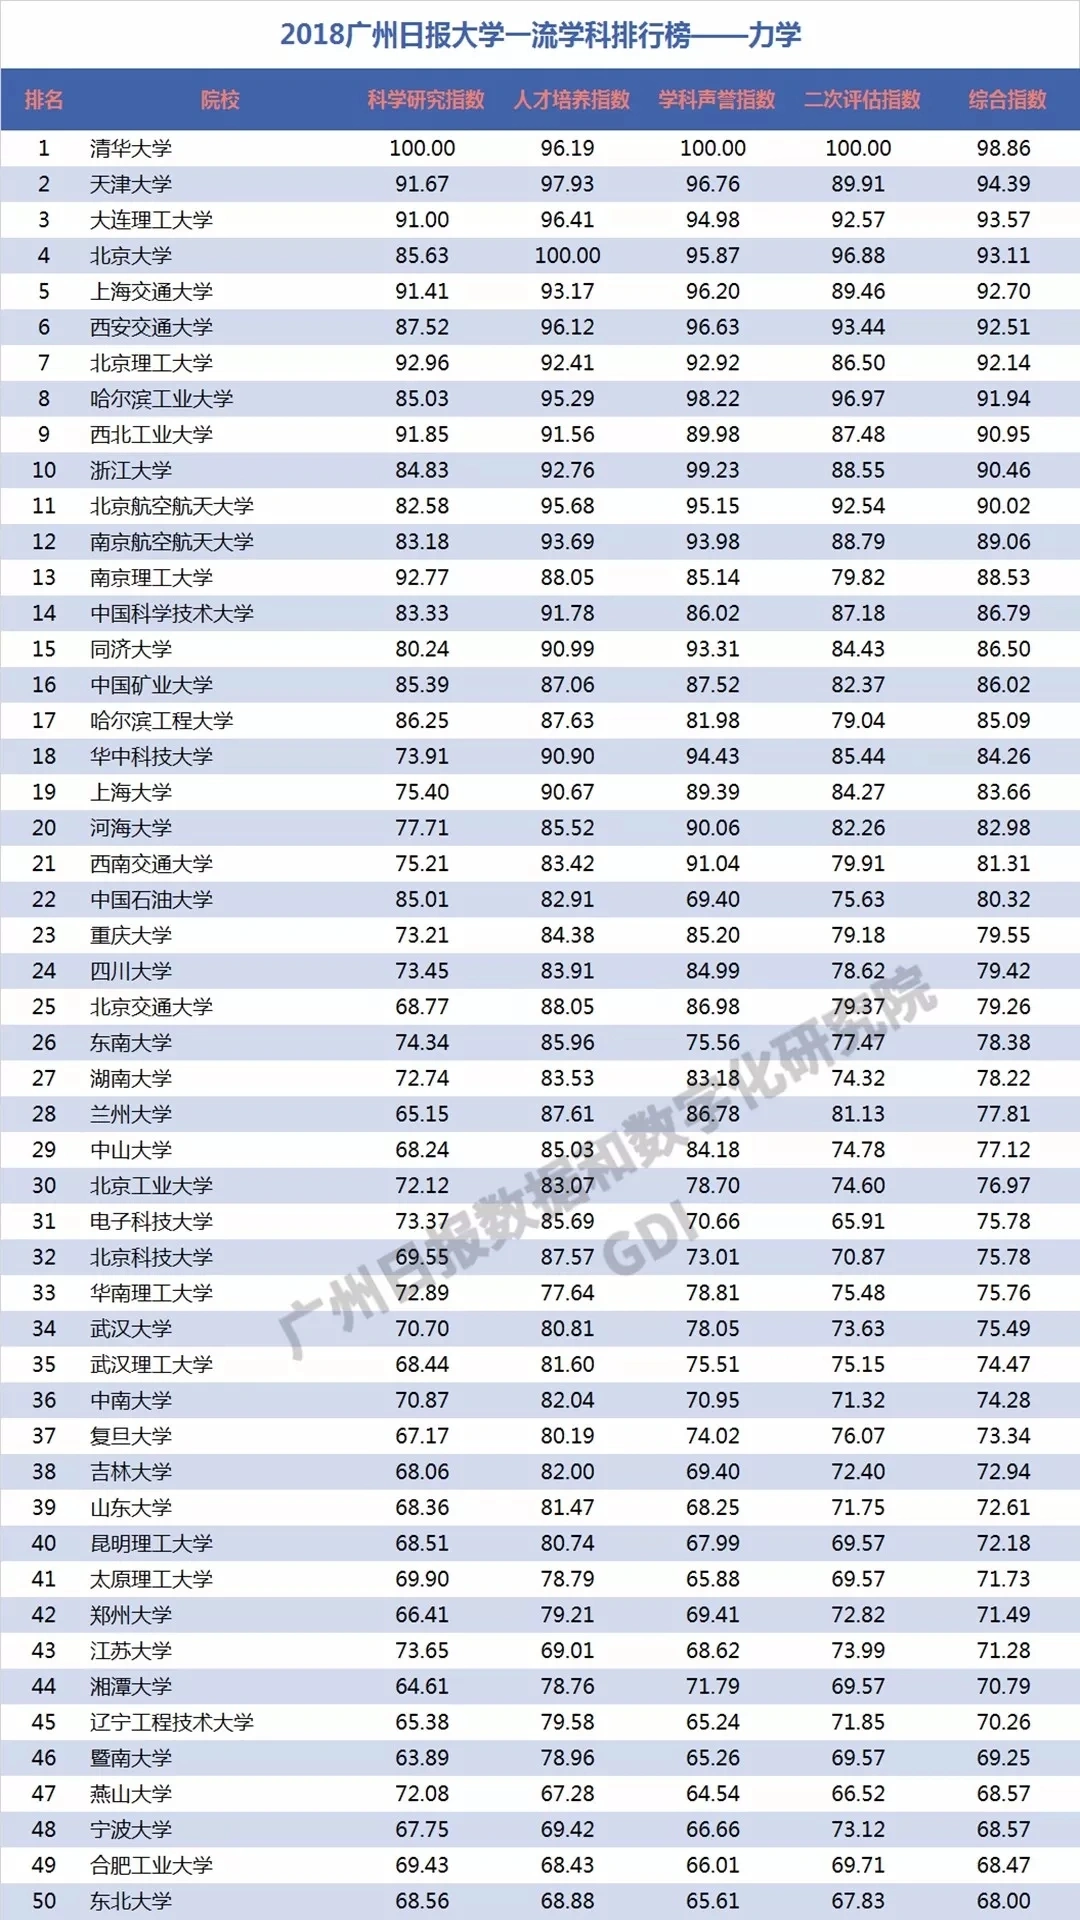 2018广州日报大学一流学科排行榜——力学
排名 院校 科学研究指数 人才培养指数 学科声誉指数 二次评估指数 综合指数
1 清华大学 100.00 96.19 100.00 100.00 98.86
2 天津大学 91.67 97.93 96.76 89.91 94.39
3 大连理工大学 91.00 96.41 94.98 92.57 93.57
4 北京大学 85.63 100.00 95.87 96.88 93.11
5 上海交通大学 91.41 93.17 96.20 89.46 92.70
6 西安交通大学 87.52 96.12 96.63 93.44 92.51
7 北京理工大学 92.96 92.41 92.92 86.50 92.14
8 哈尔滨工业大学 85.03 95.29 98.22 96.97 91.94
9 西北工业大学 91.85 91.56 89.98 87.48 90.95
10 浙江大学 84.83 92.76 99.23 88.55 90.46
11 北京航空航天大学 82.58 95.68 95.15 92.54 90.02
12 南京航空航天大学 83.18 93.69 93.98 88.79 89.06
13 南京理工大学 92.77 88.05 85.14 79.82 88.53
14 中国科学技术大学 83.33 91.78 86.02 87.18 86.79
15 同济大学 80.24 90.99 93.31 84.43 86.50
16 中国矿业大学 85.39 87.06 87.52 82.37 86.02
17 哈尔滨工程大学 86.25 87.63 81.98 79.04 85.09
18 华中科技大学 73.91 90.90 94.43 85.44 84.26
19 上海大学 75.40 90.67 89.39 84.27 83.66
20 河海大学 77.71 85.52 90.06 82.26 82.98
21 西南交通大学 75.21 83.42 91.04 79.91 81.31
22 中国石油大学 85.01 82.91 69.40 75.63 80.32
23 重庆大学 73.21 84.38 85.20 79.18 79.55
24 四川大学 73.45 83.91 84.99 78.62 79.42
25 北京交通大学 68.77 88.05 86.98 79.37 79.26
26 东南大学 74.34 85.96 75.56 77.47 78.38
27 湖南大学 72.74 83.53 83.18 74.32 78.22
28 兰州大学 65.15 87.61 86.78 81.13 77.81
29 中山大学 68.24 85.03 84.18 74.78 77.12
30 北京工业大学 72.12 83.07 78.70 74.60 76.97
31 电子科技大学 73.37 85.69 70.66 65.91 75.78
32 北京科技大学 69.55 87.57 73.01 70.87 75.78
33 华南理工大学 72.89 77.64 78.81 75.48 75.76
34 武汉大学 70.70 80.81 78.05 73.63 75.49
35 武汉理工大学 68.44 81.60 75.51 75.15 74.47
36 中南大学 70.87 82.04 70.95 71.32 74.28
37 复旦大学 67.17 80.19 74.02 76.07 73.34
38 吉林大学 68.06 82.00 69.40 72.40 72.94
39 山东大学 68.36 81.47 68.25 71.75 72.61
40 昆明理工大学 68.51 80.74 67.99 69.57 72.18
41 太原理工大学 69.90 78.79 65.88 69.57 71.73
42 郑州大学 66.41 79.21 69.41 72.82 71.49
43 江苏大学 73.65 69.01 68.62 73.99 71.28
44 湘潭大学 64.61 78.76 71.79 69.57 70.79
45 辽宁工程技术大学 65.38 79.58 65.24 71.85 70.26
46 暨南大学 63.89 78.96 65.26 69.57 69.25
47 燕山大学 72.08 67.28 64.54 66.52 68.57
48 宁波大学 67.75 69.42 66.66 73.12 68.57
49 合肥工业大学 69.43 68.43 66.01 69.71 68.47
50 东北大学 68.56 68.88 65.61 67.83 68.00
广州日报数据和数字化研究院
GDI